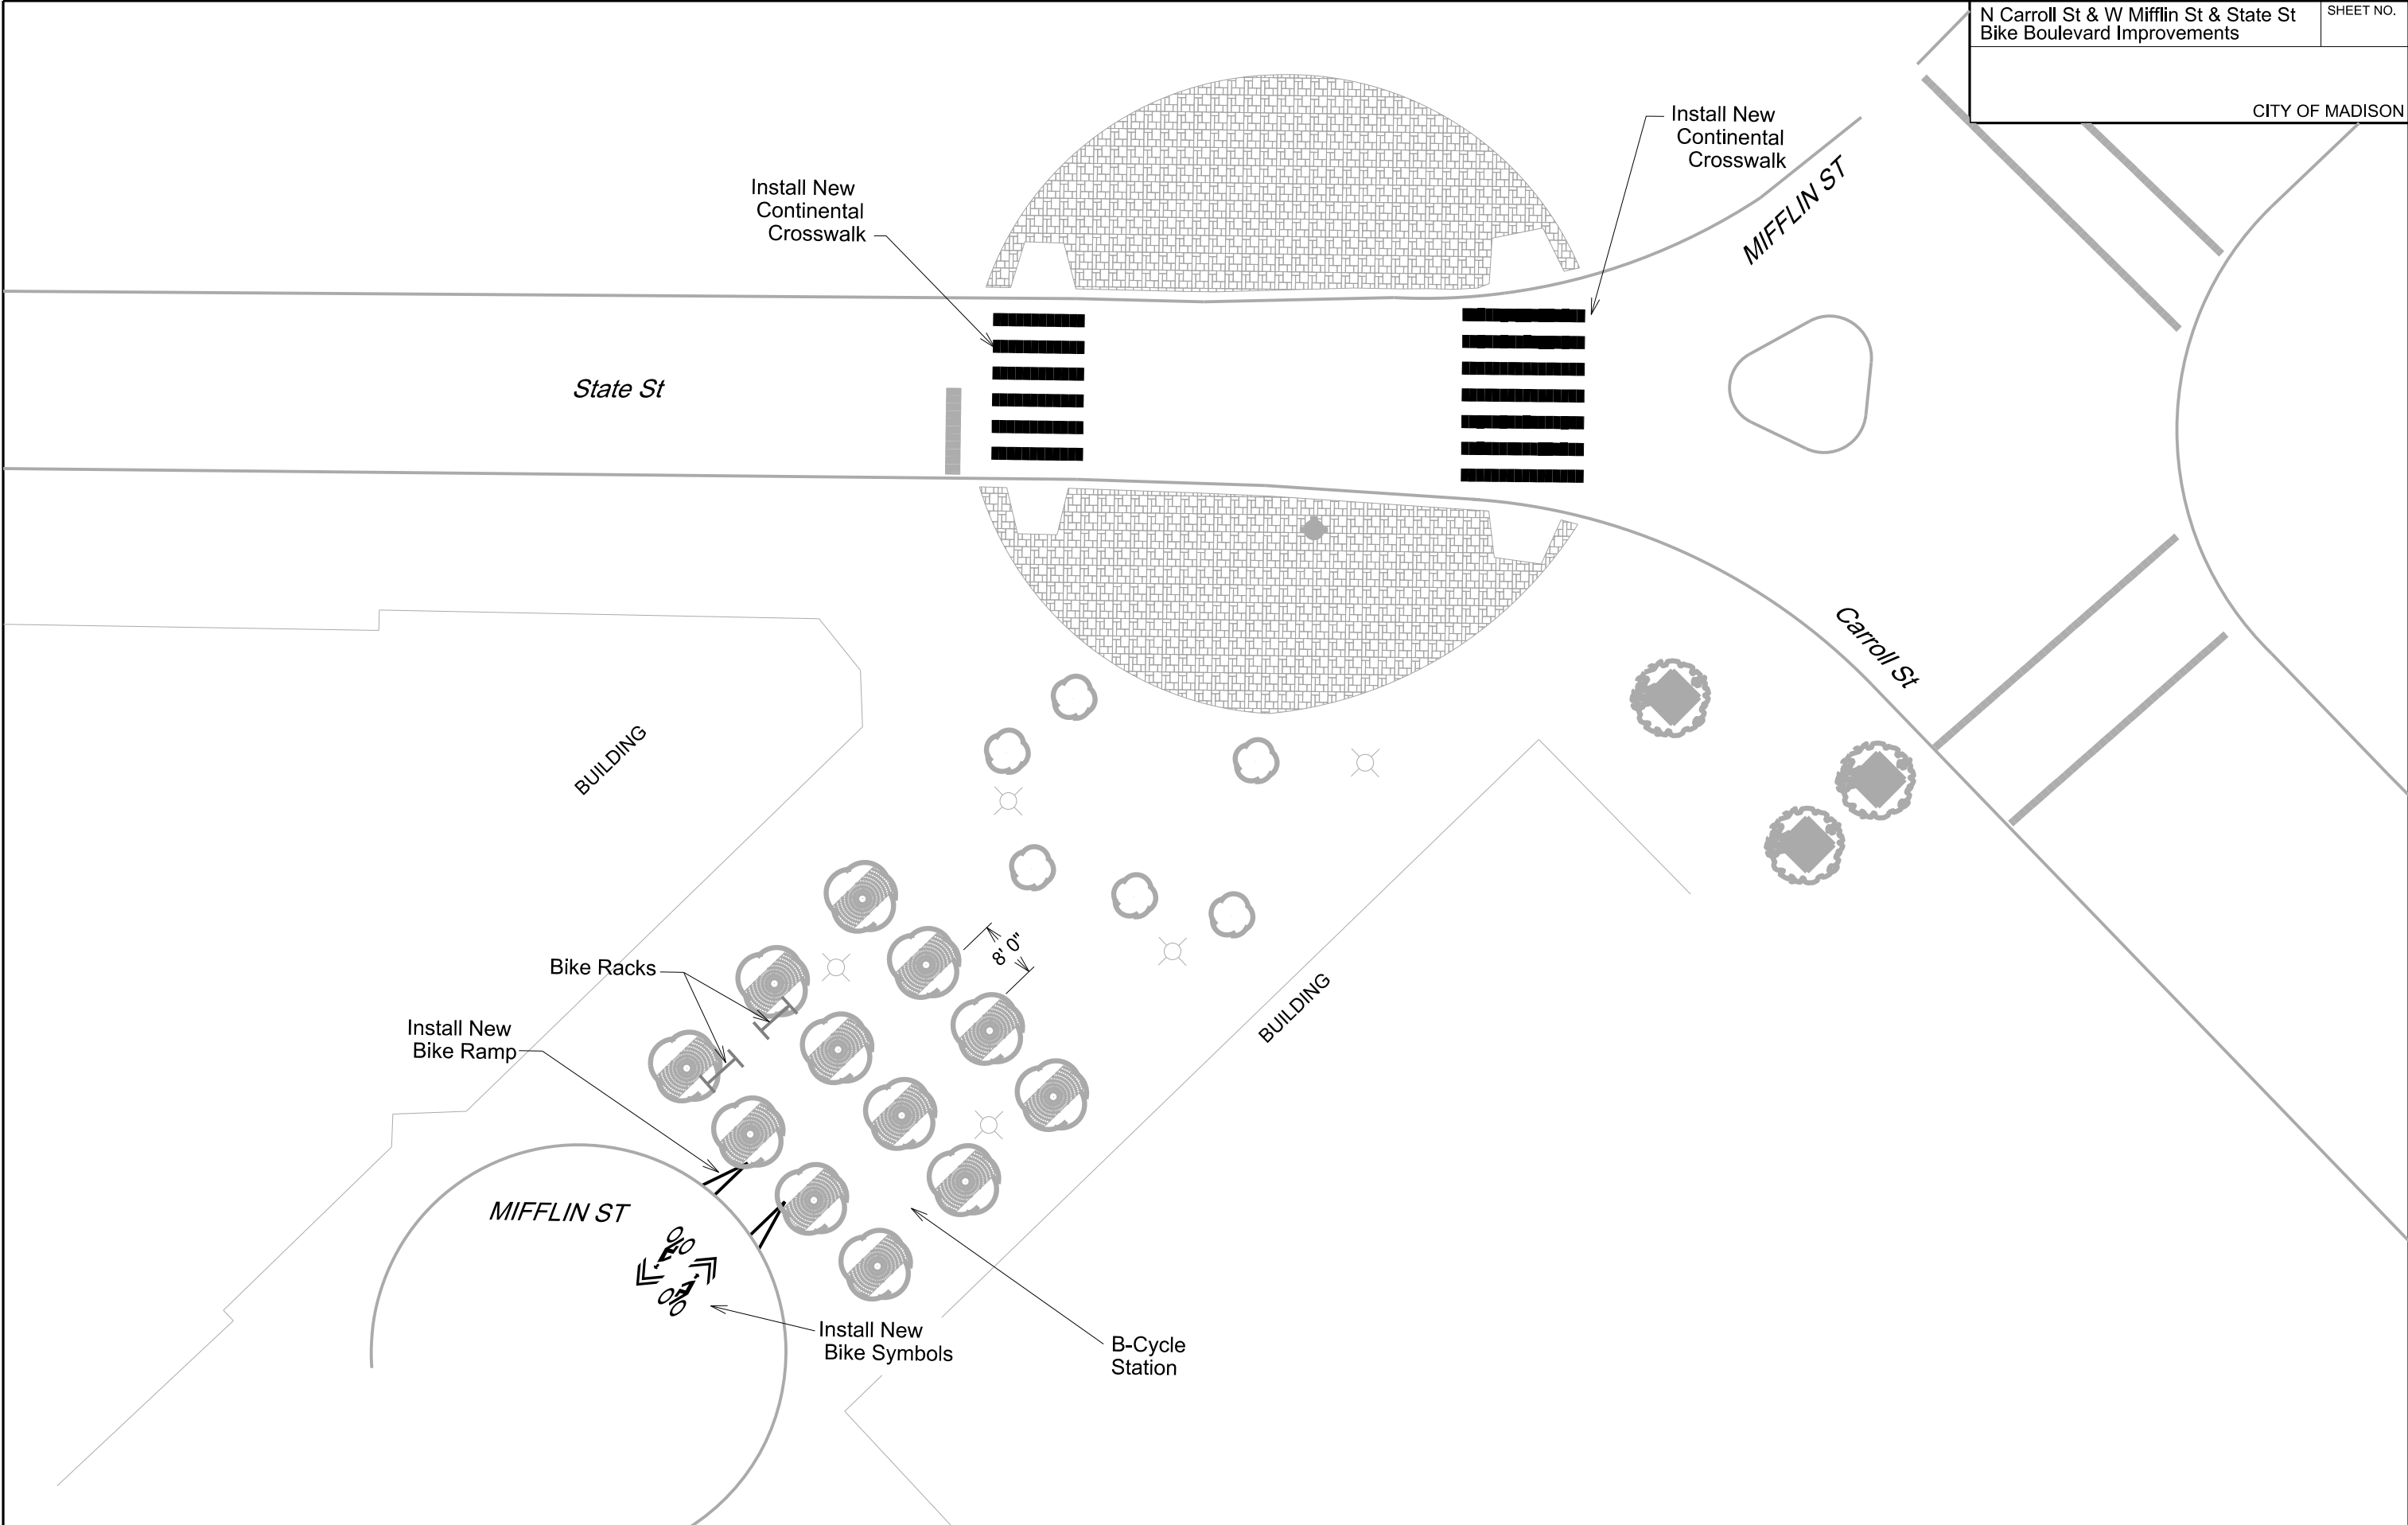 N Carroll St & W Mifflin St & State St
Bike Boulevard Improvements
SHEET NO.
CITY OF MADISON
Install New
Continental
Crosswalk
MIFFLIN ST
Install New
Continental
Crosswalk
State St
Carroll St
BUILDING
8' 0"
Bike Racks
BUILDING
Install New
Bike Ramp
MIFFLIN ST
Install New
Bike Symbols
B-Cycle
Station